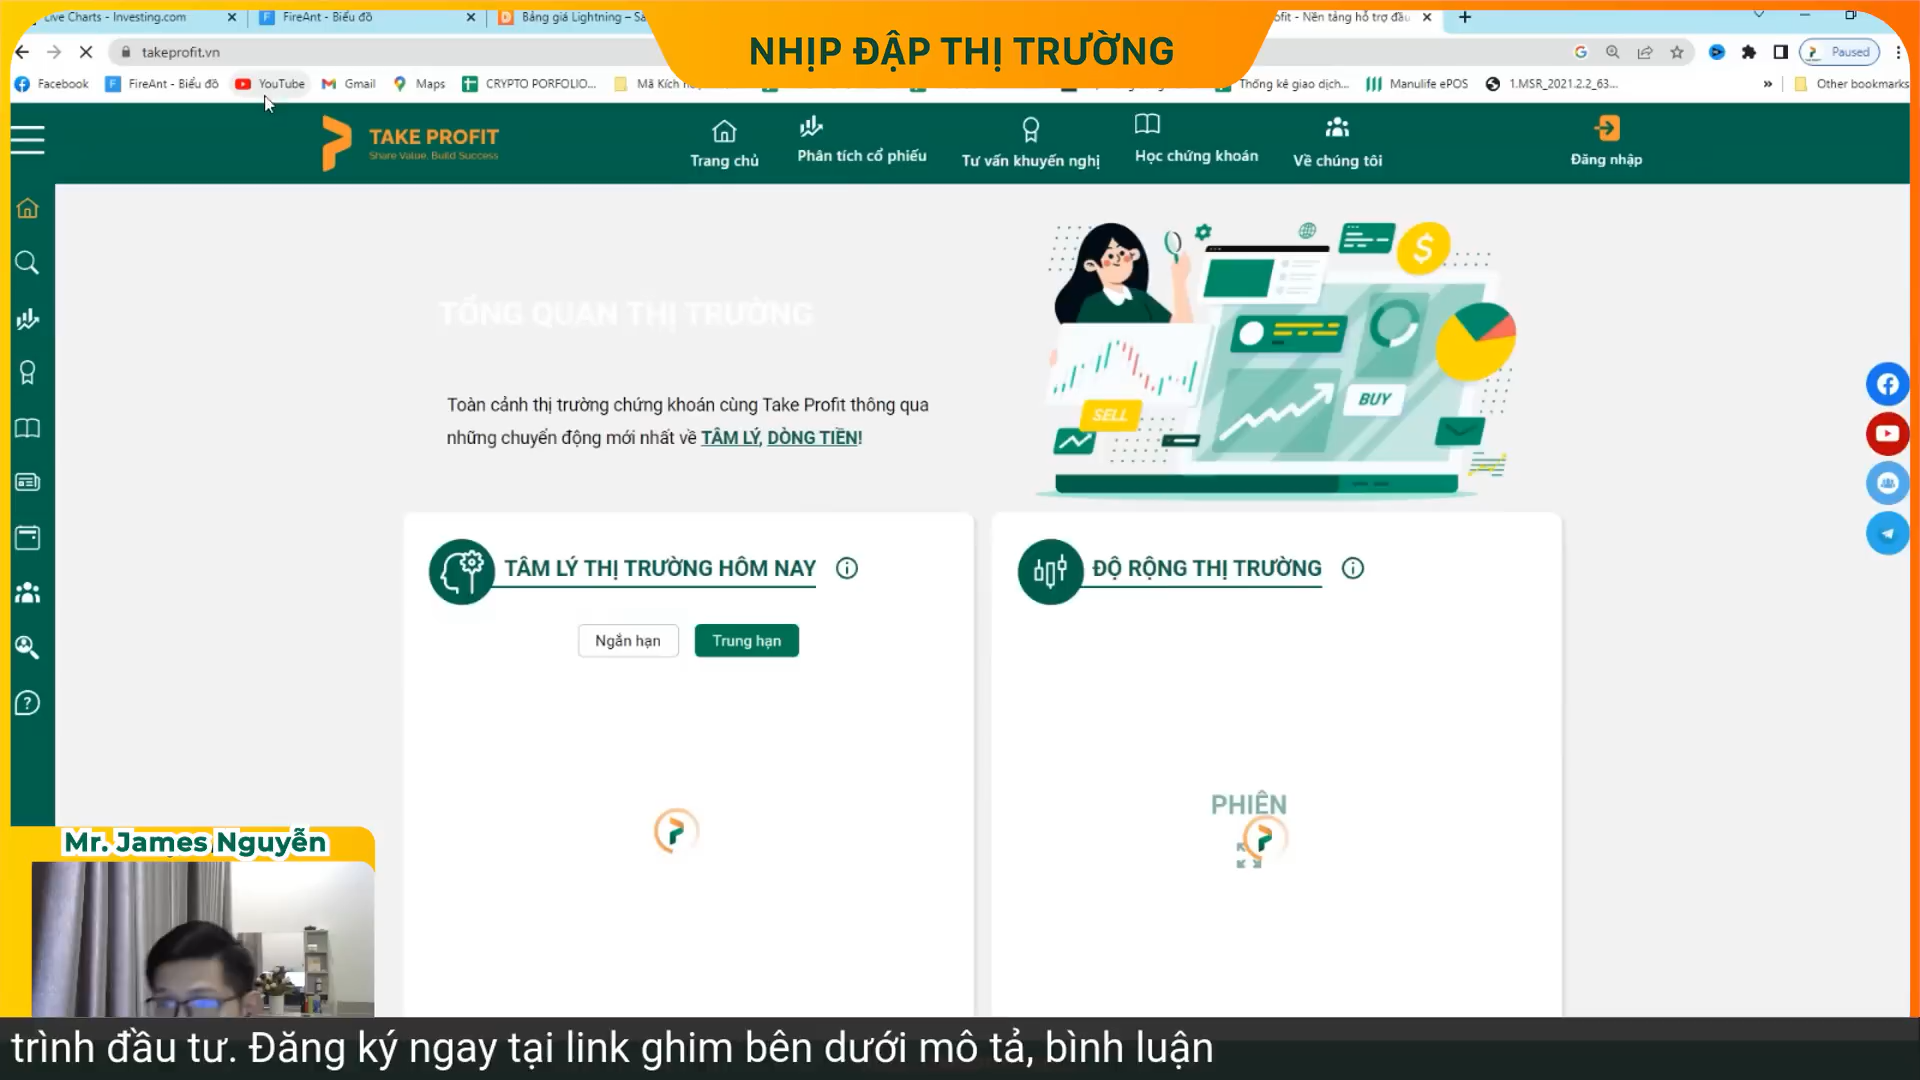 Live Charts - Investing.com
FireAnt - Biểu đồ
Bảng giá Lightning – Sà
ofit - Nền tảng hỗ trợ đầu
NHỊP ĐẬP THỊ TRƯỜNG
takeprofit.vn
Paused
Facebook
FireAnt - Biểu đồ
YouTube
Gmail
Maps
CRYPTO PORFOLIO...
Thống kê giao dịch...
Manulife ePOS
1.MSR_2021.2.2_63...
Other bookmarks
TAKE PROFIT
Share Value, Build Success
Trang chủ
Phân tích cổ phiếu
Tư vấn khuyến nghị
Học chứng khoán
Về chúng tôi
Đăng nhập
TỔNG QUAN THỊ TRƯỜNG
Toàn cảnh thị trường chứng khoán cùng Take Profit thông qua
những chuyển động mới nhất về TÂM LÝ, DÒNG TIỀN!
SELL
BUY
$
TÂM LÝ THỊ TRƯỜNG HÔM NAY
ĐỘ RỘNG THỊ TRƯỜNG
Ngắn hạn
Trung hạn
PHIÊN
Mr. James Nguyễn
trình đầu tư. Đăng ký ngay tại link ghim bên dưới mô tả, bình luận